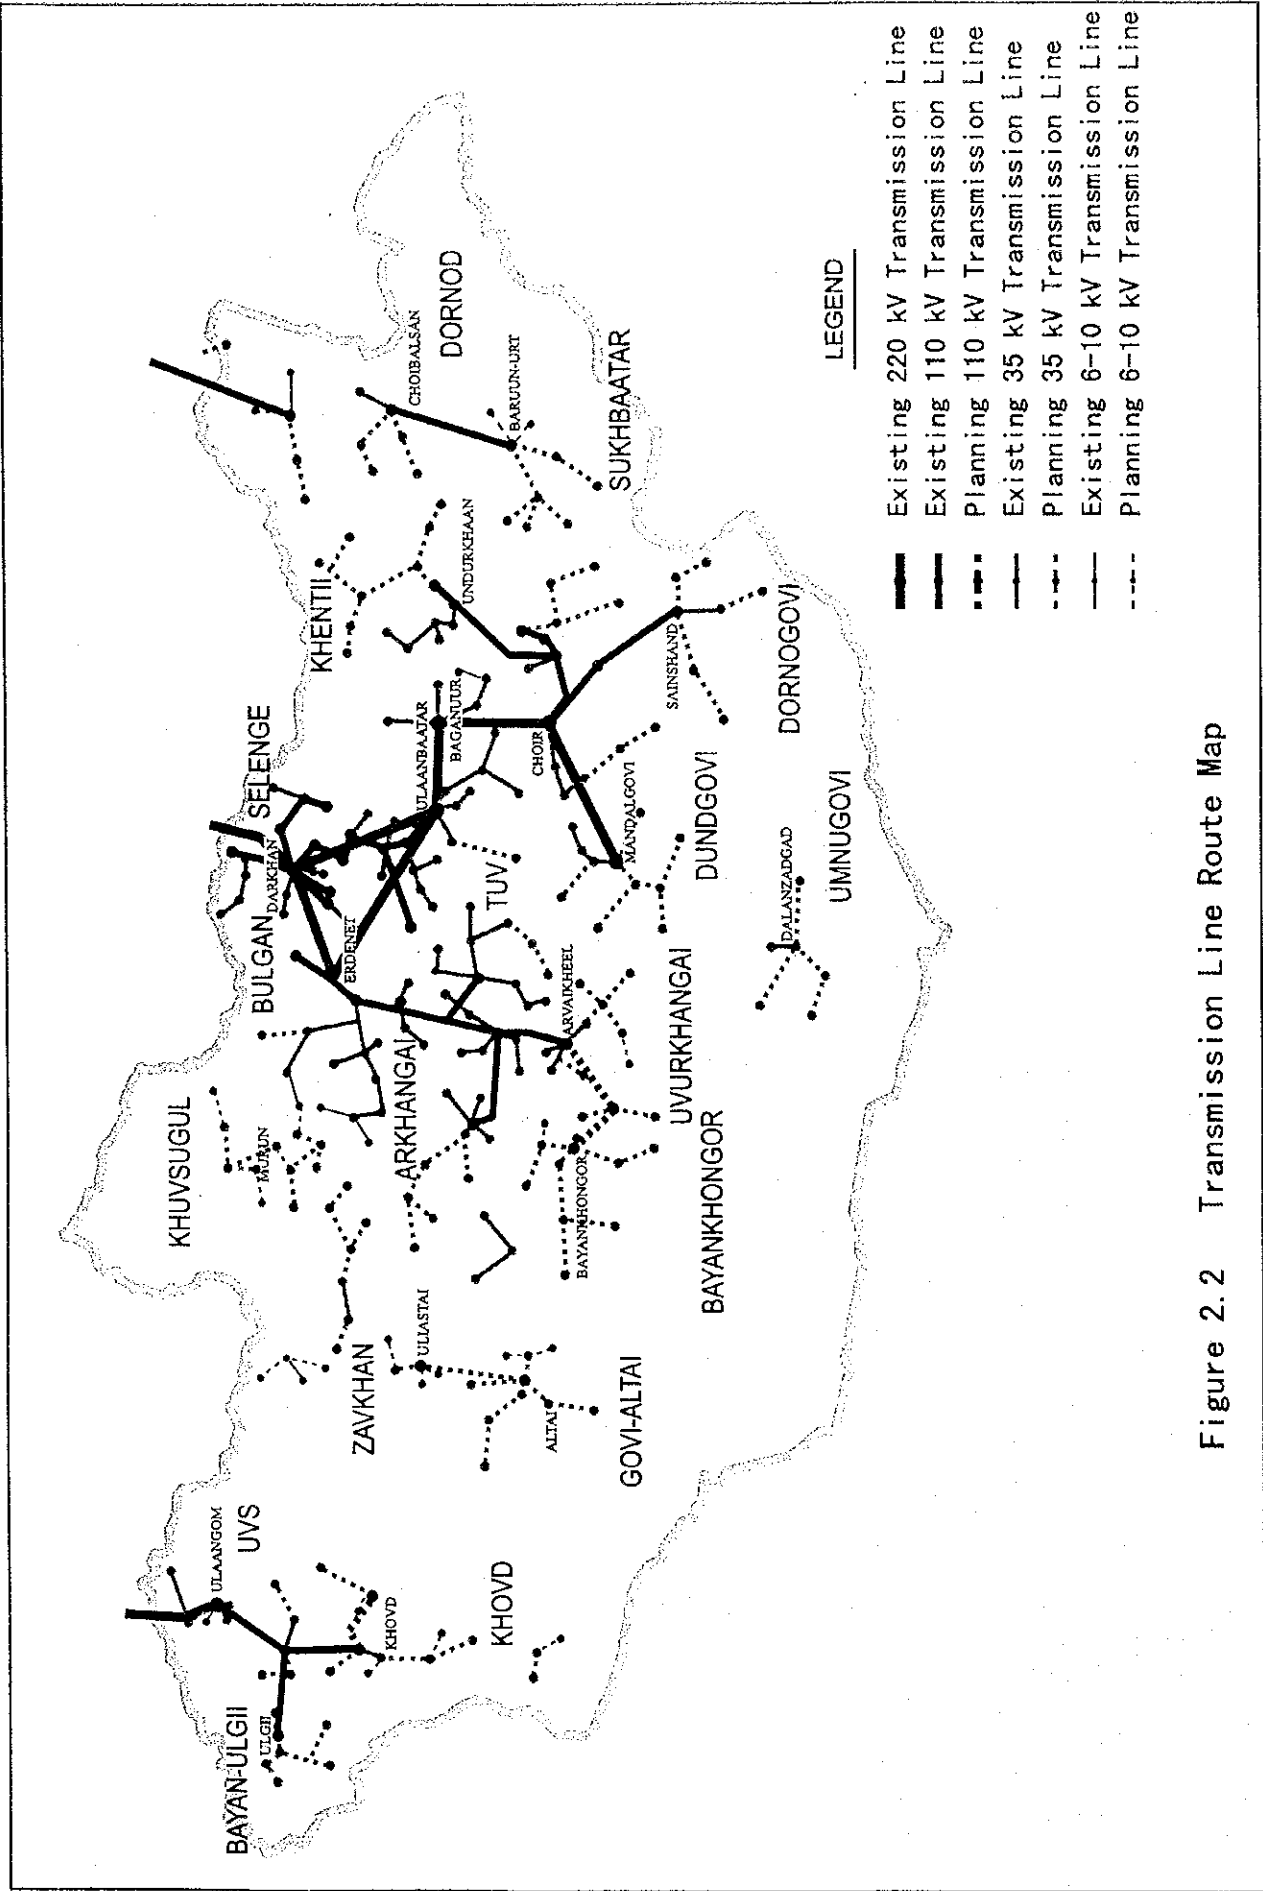 KHUVSUGUL
MURUN
BULGAN
SELENGE
DARKHAN
ERDENET
KHENTII
UVS
ULAANGOM
BAYAN-ULGII
ULGII
KHOVD
KHOVD
ZAVKHAN
ULIASTAI
ARKHANGAI
TUV
ULAANBAATAR
BAGANUUR
UNDURKHAAN
CHOIBALSAN
DORNOD
BARUUN-URT
SUKHBAATAR
GOVI-ALTAI
ALTAI
BAYANKHONGOR
BAYANKHONGOR
ARVAIKHEEL
UVURKHANGAI
CHOIR
MANDALGOVI
DUNDGOVI
SAINSHAND
DORNOGOVI
DALANZADGAD
UMNUGOVI
LEGEND
Existing 220 kV Transmission Line
Existing 110 kV Transmission Line
Planning 110 kV Transmission Line
Existing 35 kV Transmission Line
Planning 35 kV Transmission Line
Existing 6-10 kV Transmission Line
Planning 6-10 kV Transmission Line
Figure 2.2 Transmission Line Route Map